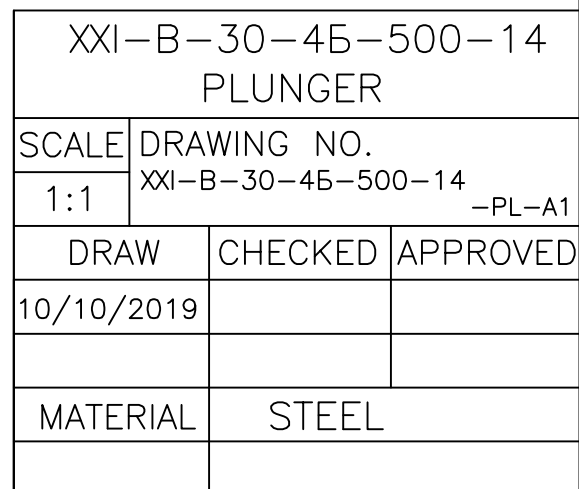 XXI-B-30-4Б-500-14
PLUNGER
SCALE
1:1
DRAWING NO.
XXI-B-30-4Б-500-14
-PL-A1
DRAW CHECKED APPROVED
10/10/2019
MATERIAL STEEL